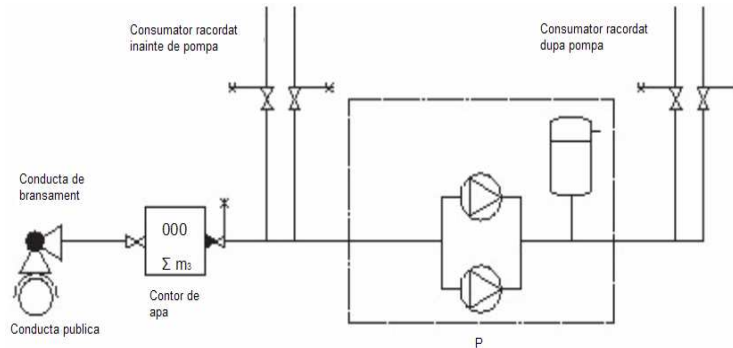 Consumator racordat
inainte de pompa
Consumator racordat
dupa pompa
Conducta de
bransament
000
Σ m3
Contor de
apa
Conducta publica
P